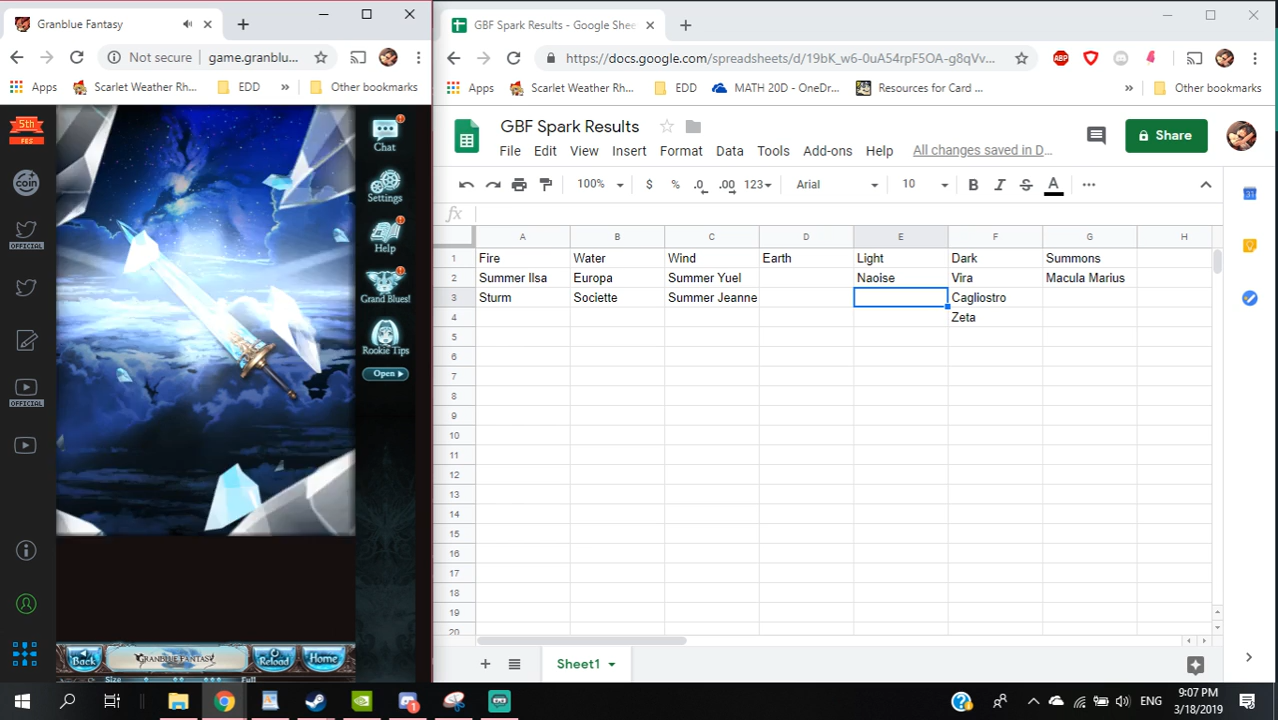 Granblue Fantasy
Not secure game.granblu...
Apps Scarlet Weather Rh... EDD » Other bookmarks
5th
FES
coin
OFFICIAL
OFFICIAL
Chat
Settings
Help
Grand Blues!
Rookie Tips
Open
Back GRANBLUE FANTASY Reload Home
Size Full
GBF Spark Results - Google Shee
https://docs.google.com/spreadsheets/d/19bK_w6-0uA54rpF5OA-g8qVv...
ABP
Apps Scarlet Weather Rh... EDD MATH 20D - OneDr... Resources for Card ... » Other bookmarks
GBF Spark Results
File Edit View Insert Format Data Tools Add-ons Help All changes saved in D...
Share
100% $ % .0 .00 123 Arial 10 B I S A
fx
31
A B C D E F G H
1 Fire Water Wind Earth Light Dark Summons
2 Summer Ilsa Europa Summer Yuel Naoise Vira Macula Marius
3 Sturm Societte Summer Jeanne Cagliostro
4 Zeta
5
6
7
8
9
10
11
12
13
14
15
16
17
18
19
20
Sheet1
1
ENG
9:07 PM
3/18/2019